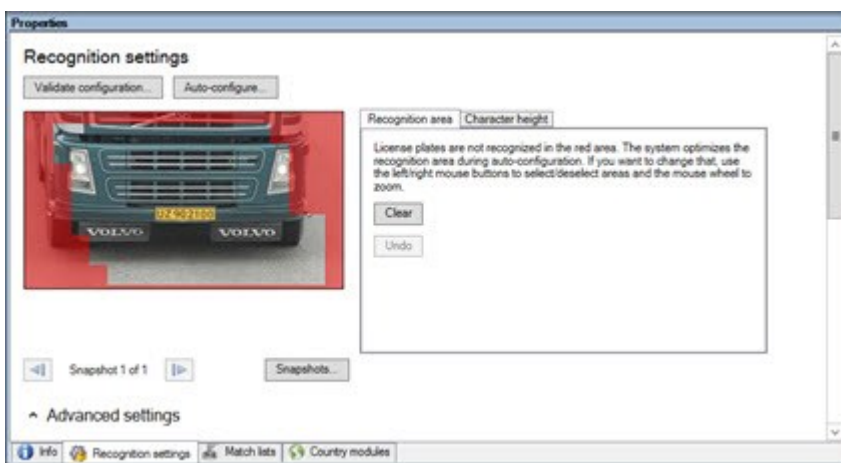 Properties
Recognition settings
Validate configuration...
Auto-configure...
Recognition area
Character height
License plates are not recognized in the red area. The system optimizes the
recognition area during auto-configuration. If you want to change that, use
the left/right mouse buttons to select/deselect areas and the mouse wheel to
zoom.
Clear
Undo
UZ 902100
VOLVO VOLVO
Snapshot 1 of 1
Snapshots...
Advanced settings
Info
Recognition settings
Match lists
Country modules